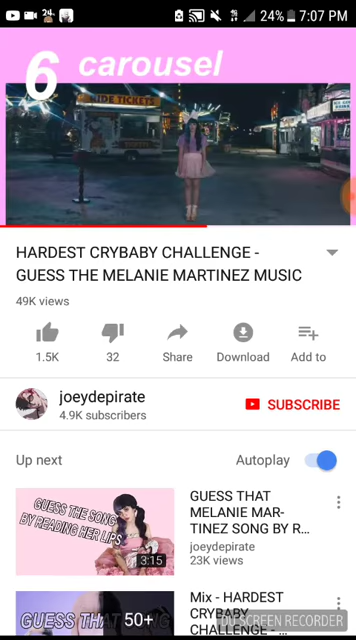 24% 7:07 PM
6 carousel
RIDE TICKETS
HARDEST CRYBABY CHALLENGE -
GUESS THE MELANIE MARTINEZ MUSIC
49K views
1.5K 32 Share Download Add to
joeydepirate
4.9K subscribers
SUBSCRIBE
Up next Autoplay
GUESS THE SONG
BY READING HER LIPS
3:15
GUESS THAT
MELANIE MAR-
TINEZ SONG BY R...
joeydepirate
23K views
GUESS THAT
50+
Mix - HARDEST
CRYBABY
CHALLENGE - ...
DU SCREEN RECORDER